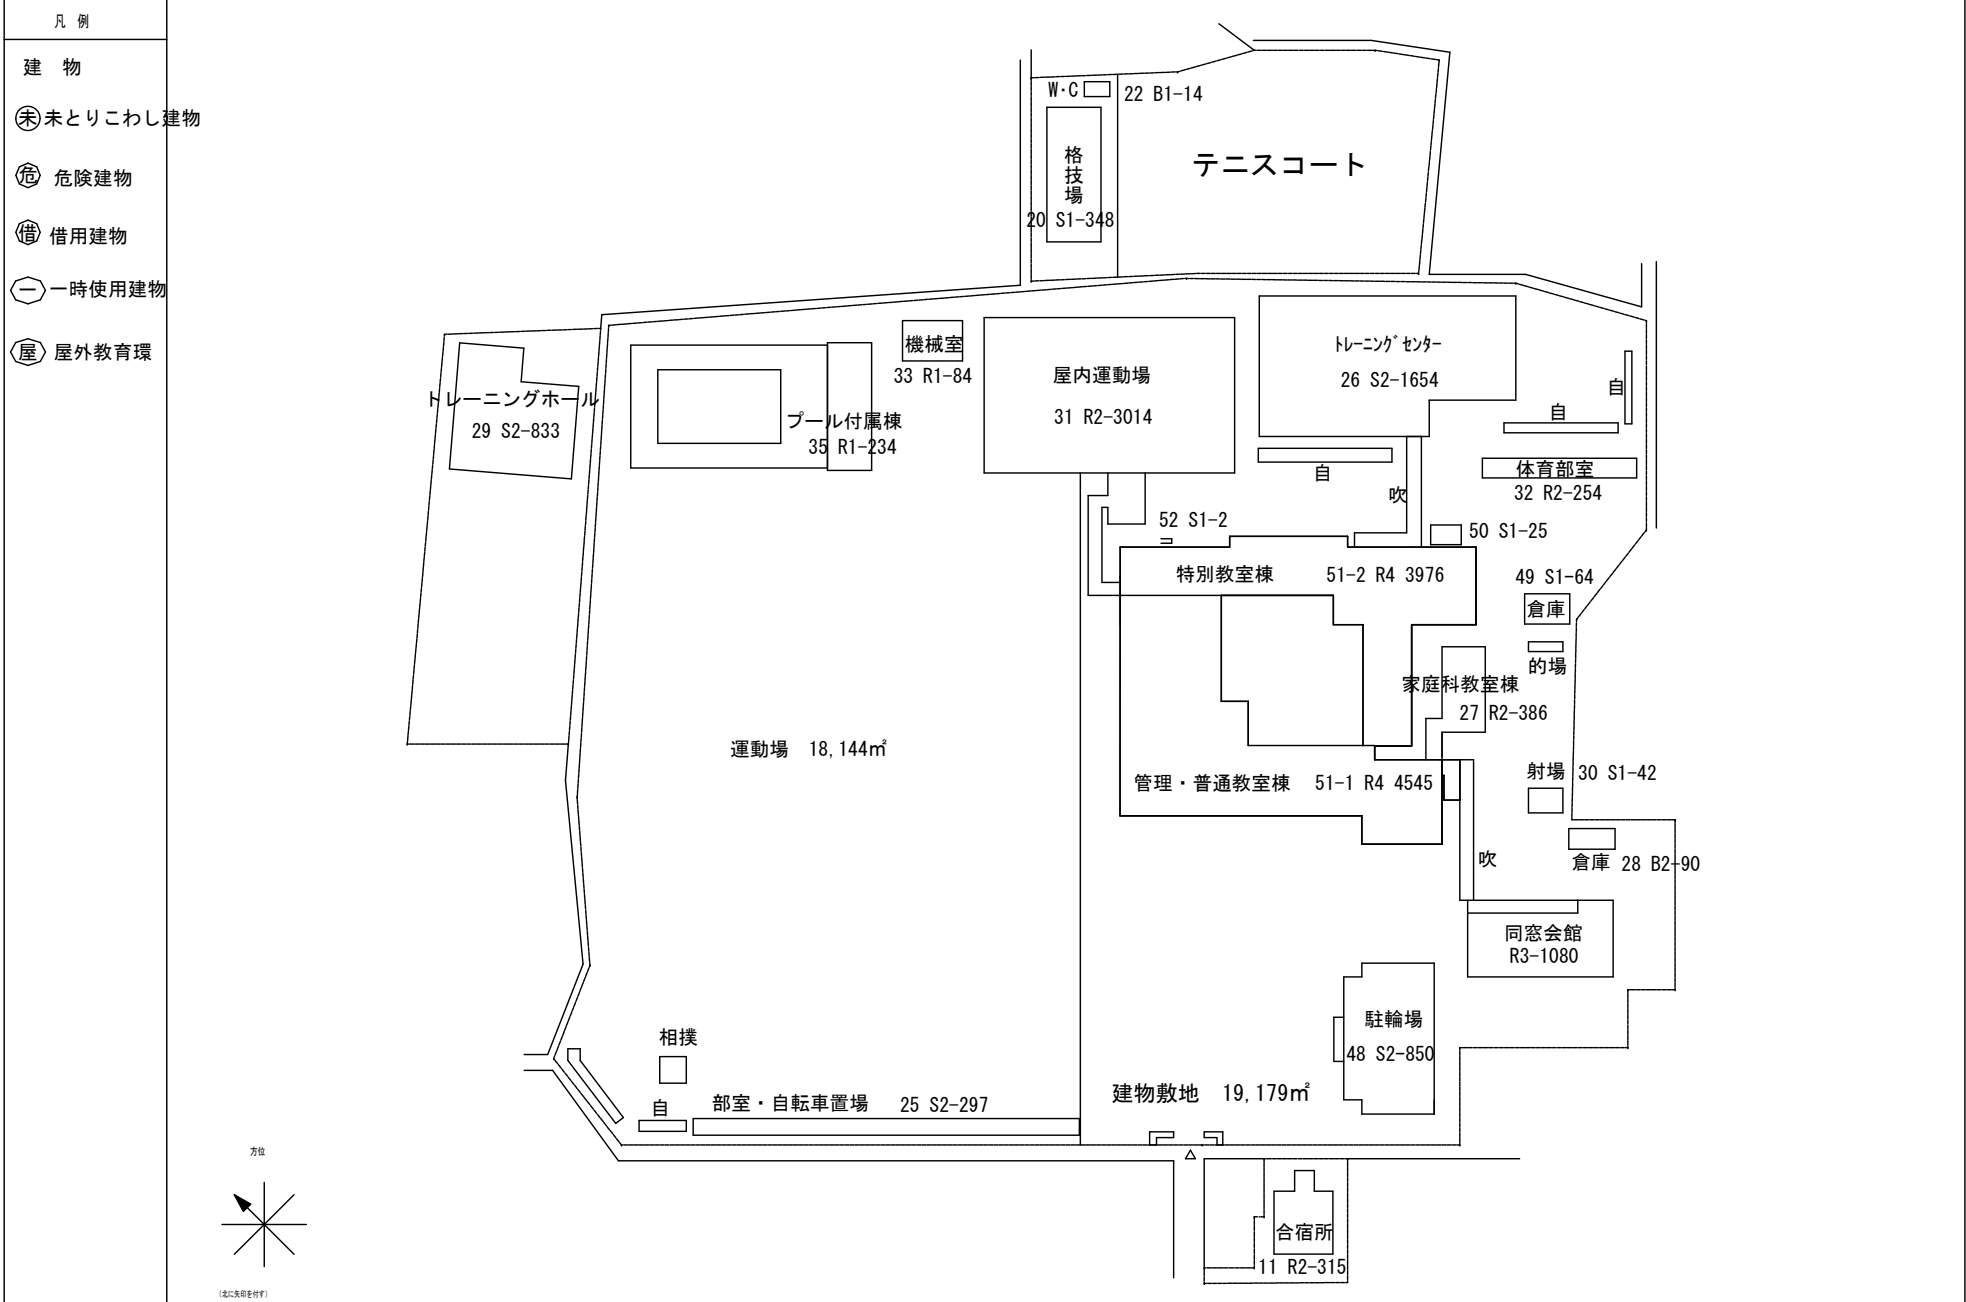 凡 例
建 物
未 未とりこわし建物
危 危険建物
借 借用建物
一 一時使用建物
屋 屋外教育環
W・C
22 B1-14
格技場
20 S1-348
テニスコート
トレーニングホール
29 S2-833
プール付属棟
35 R1-234
機械室
33 R1-84
屋内運動場
31 R2-3014
トレーニングセンター
26 S2-1654
自
自
自
体育部室
32 R2-254
吹
52 S1-2
50 S1-25
特別教室棟 51-2 R4 3976
49 S1-64
倉庫
的場
家庭科教室棟
27 R2-386
運動場 18,144㎡
管理・普通教室棟 51-1 R4 4545
射場 30 S1-42
吹
倉庫 28 B2-90
同窓会館
R3-1080
駐輪場
48 S2-850
相撲
自
部室・自転車置場 25 S2-297
建物敷地 19,179㎡
合宿所
11 R2-315
方位
(北に矢印を付す)